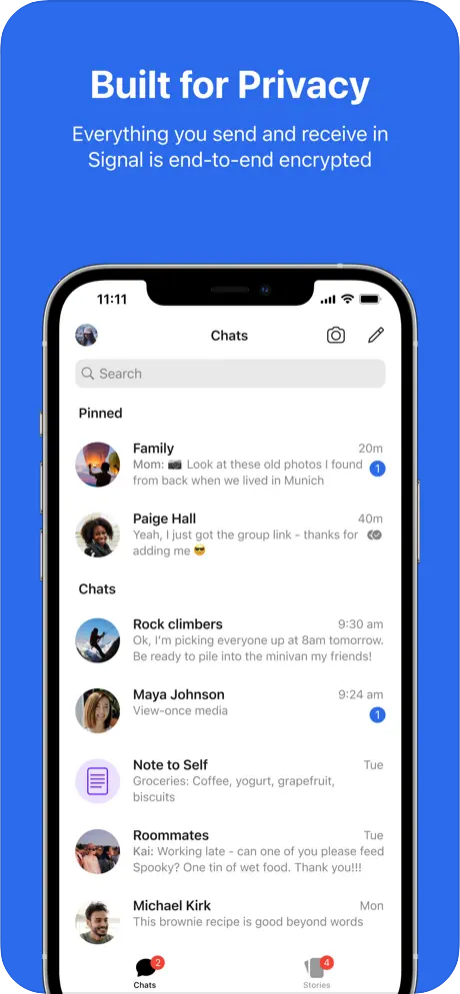 Built for Privacy
Everything you send and receive in
Signal is end-to-end encrypted
11:11
Chats
Search
Pinned
Family
20m
Mom: 📷 Look at these old photos I found
1
from back when we lived in Munich
Paige Hall
40m
Yeah, I just got the group link - thanks for
adding me 😎
Chats
Rock climbers
9:30 am
Ok, I'm picking everyone up at 8am tomorrow.
Be ready to pile into the minivan my friends!
Maya Johnson
9:24 am
View-once media
1
Note to Self
Tue
Groceries: Coffee, yogurt, grapefruit,
biscuits
Roommates
Tue
Kai: Working late - can one of you please feed
Spooky? One tin of wet food. Thank you!!!
Michael Kirk
Mon
This brownie recipe is good beyond words
2
Chats
4
Stories